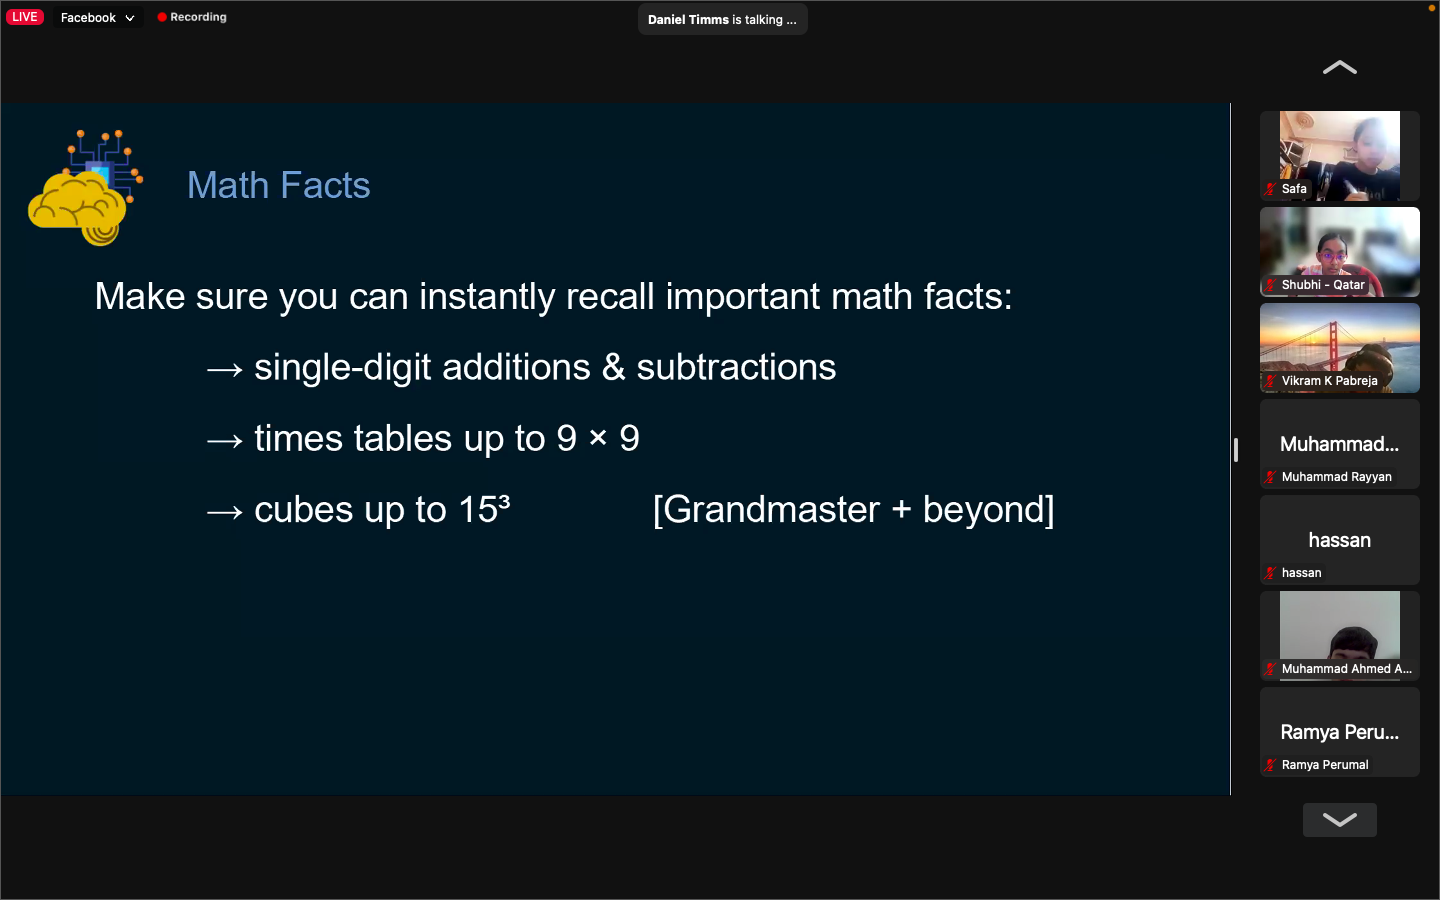 LIVE
Facebook
Recording
Daniel Timms is talking ...
Math Facts
Make sure you can instantly recall important math facts:
→ single-digit additions & subtractions
→ times tables up to 9 × 9
→ cubes up to 15³ [Grandmaster + beyond]
Safa
Shubhi - Qatar
Vikram K Pabreja
Muhammad...
Muhammad Rayyan
hassan
hassan
Muhammad Ahmed A...
Ramya Peru...
Ramya Perumal